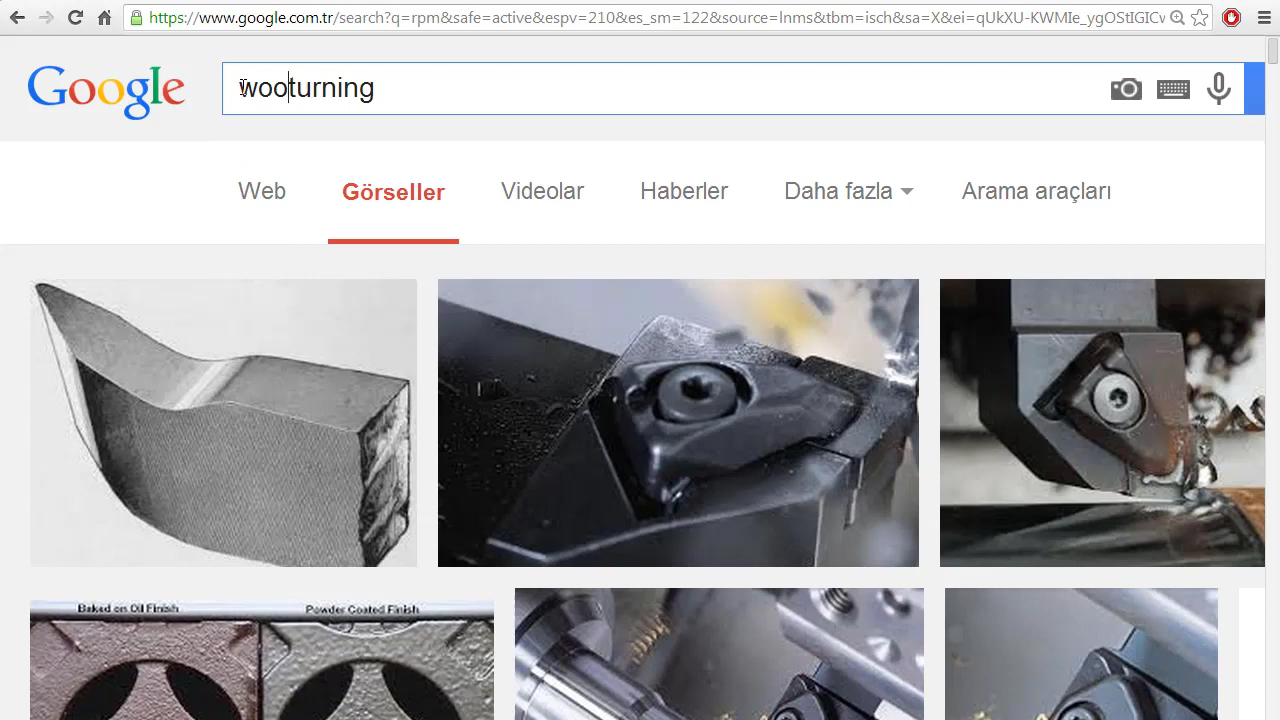 https://www.google.com.tr/search?q=rpm&safe=active&espv=210&es_sm=122&source=lnms&tbm=isch&sa=X&ei=qUkXU-KWMIe_ygOStIGICw
Google
wooturning
Web Görseller Videolar Haberler Daha fazla Arama araçları
Baked on Oil Finish Powder Coated Finish